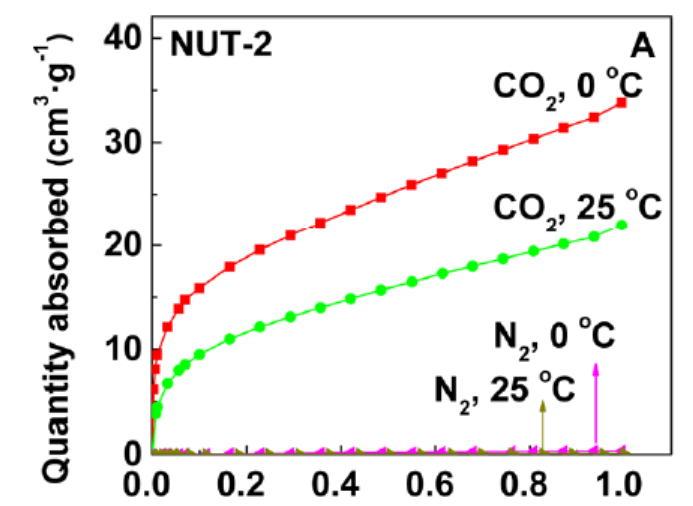 Quantity absorbed (cm³·g⁻¹)
40
30
20
10
0
NUT-2
A
CO₂, 0 °C
CO₂, 25 °C
N₂, 0 °C
N₂, 25 °C
0.0 0.2 0.4 0.6 0.8 1.0